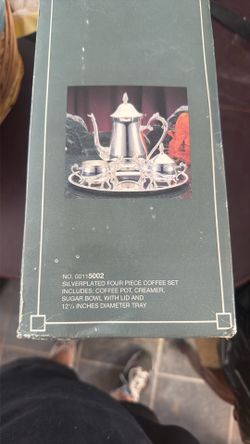 NO. 00115002
SILVERPLATED FOUR PIECE COFFEE SET
INCLUDES: COFFEE POT, CREAMER,
SUGAR BOWL WITH LID AND
12¼ INCHES DIAMETER TRAY